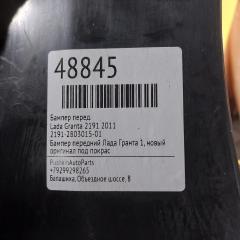 48845
Бампер перед
Lada Granta 2191 2011
2191-2803015-01
Бампер передний Лада Гранта 1, новый
оригинал под покрас
PushkinAutoParts
+79299298265
Балашиха, Объездное шоссе, 8